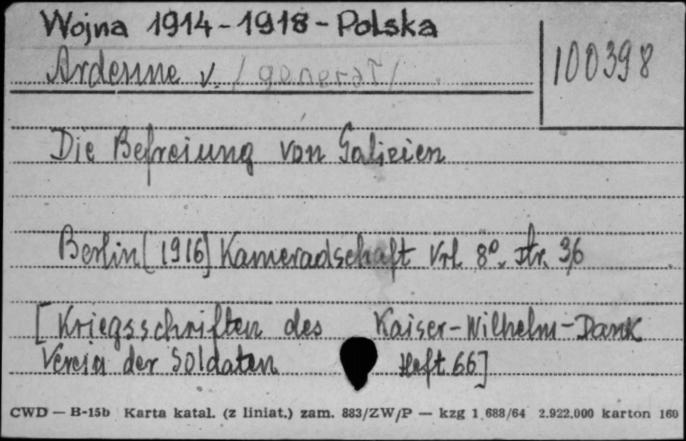 Wojna 1914-1918-Polska
Ardenne v. /generał/
100398
Die Befreiung von Galizien
Berlin [1916] Kameradschaft Vrl. 8°. str. 36
[Kriegsschriften des Kaiser-Wilhelm-Dank
Verein der Soldaten Heft 66]
CWD — B-15b Karta katal. (z liniat.) zam. 883/ZW/P — kzg 1.688/64 2.922.000 karton 160